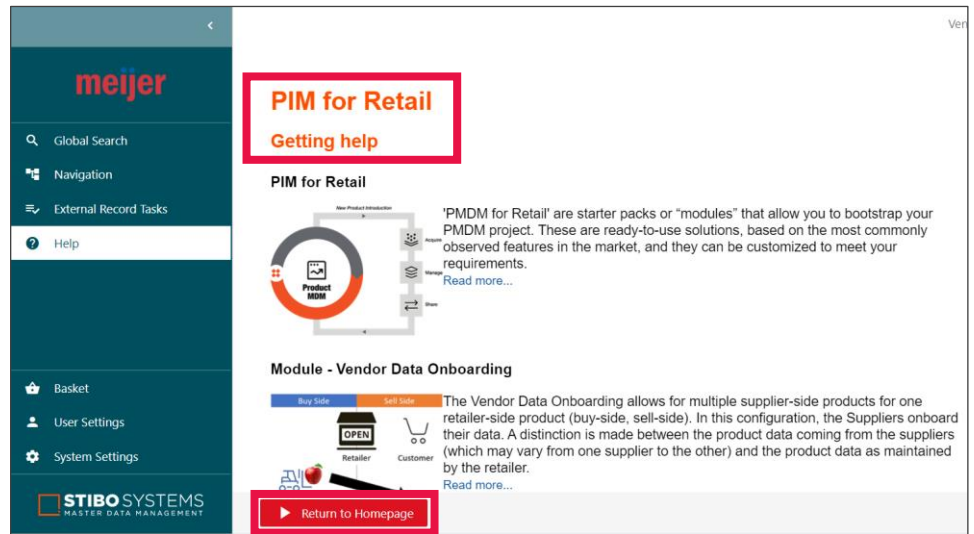 Ven
meijer
Global Search
Navigation
External Record Tasks
Help
Basket
User Settings
System Settings
STIBO SYSTEMS
MASTER DATA MANAGEMENT
PIM for Retail
Getting help
PIM for Retail
New Product Introduction
Acquire
Manage
Share
Product
MDM
'PMDM for Retail' are starter packs or “modules” that allow you to bootstrap your
PMDM project. These are ready-to-use solutions, based on the most commonly
observed features in the market, and they can be customized to meet your
requirements.
Read more...
Module - Vendor Data Onboarding
Buy Side
Sell Side
OPEN
Retailer
Customer
The Vendor Data Onboarding allows for multiple supplier-side products for one
retailer-side product (buy-side, sell-side). In this configuration, the Suppliers onboard
their data. A distinction is made between the product data coming from the suppliers
(which may vary from one supplier to the other) and the product data as maintained
by the retailer.
Read more...
Return to Homepage